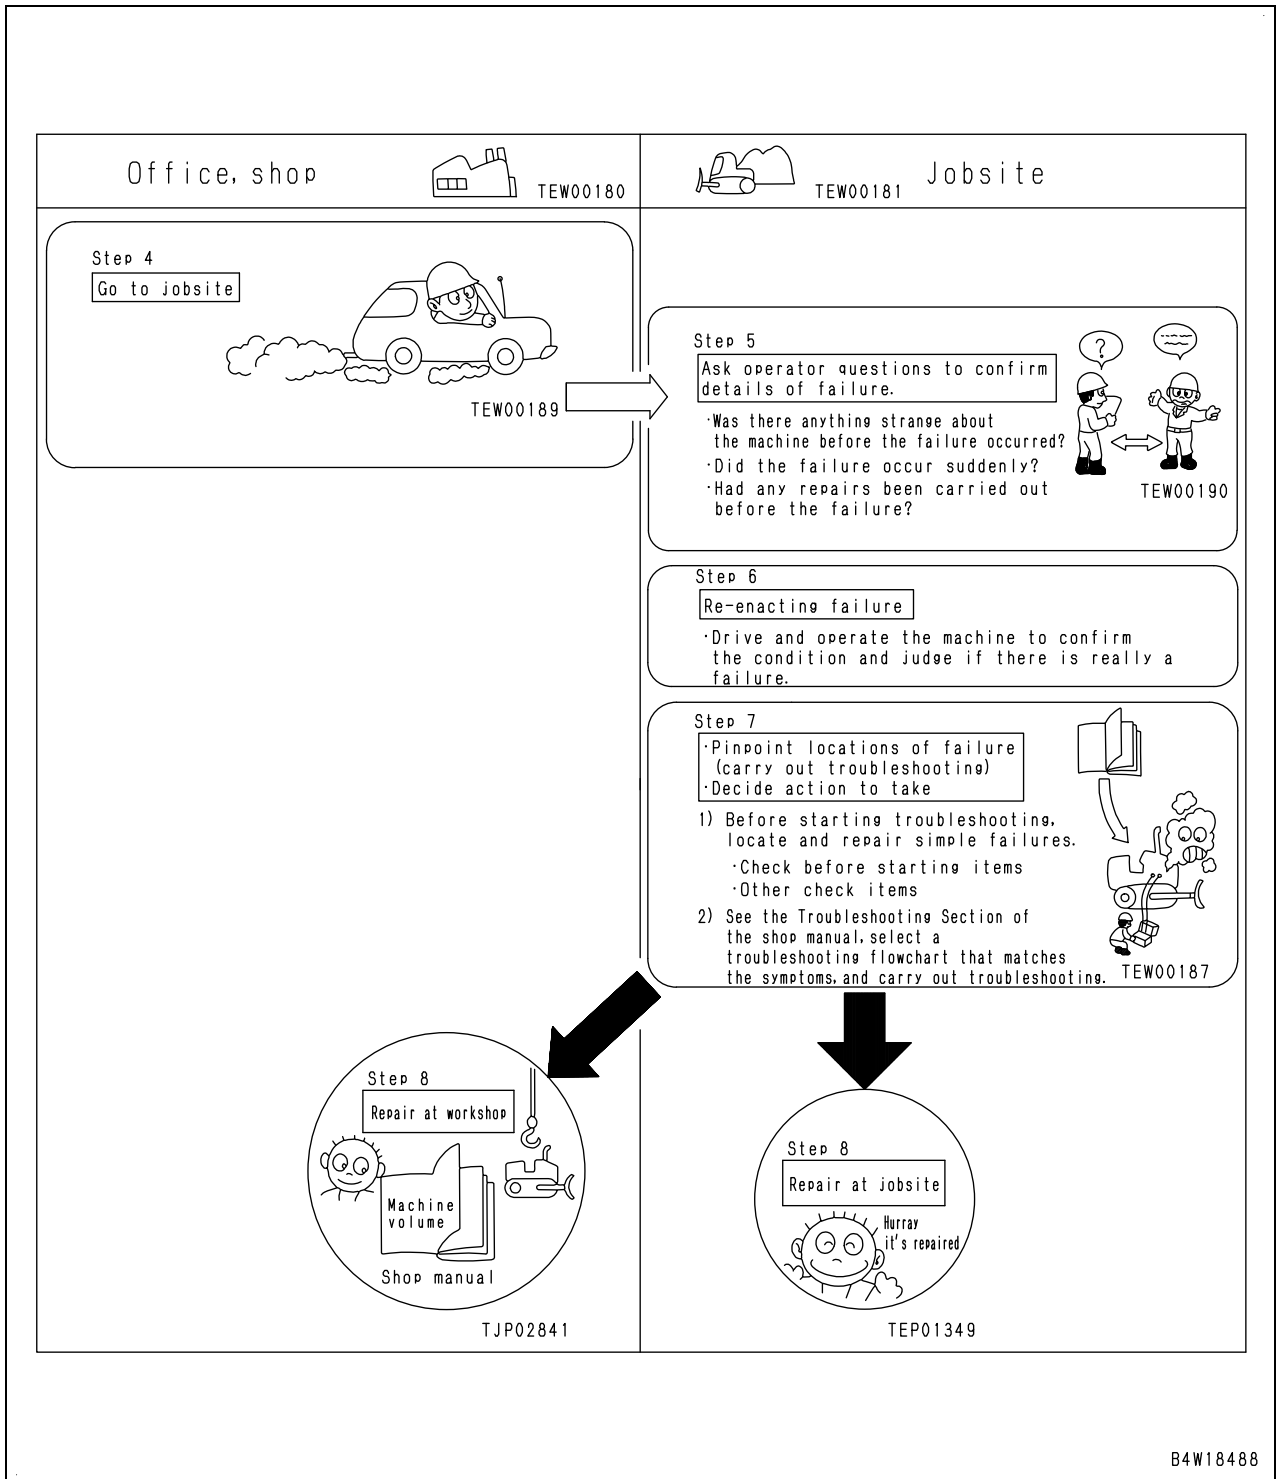 Office, shop
TEW00180
TEW00181
Jobsite
Step 4
Go to jobsite
TEW00189
Step 5
Ask operator questions to confirm
details of failure.
·Was there anything strange about
the machine before the failure occurred?
·Did the failure occur suddenly?
·Had any repairs been carried out
before the failure?
?
TEW00190
Step 6
Re-enacting failure
·Drive and operate the machine to confirm
the condition and judge if there is really a
failure.
Step 7
·Pinpoint locations of failure
(carry out troubleshooting)
·Decide action to take
1) Before starting troubleshooting,
locate and repair simple failures.
·Check before starting items
·Other check items
2) See the Troubleshooting Section of
the shop manual, select a
troubleshooting flowchart that matches
the symptoms, and carry out troubleshooting.
TEW00187
Step 8
Repair at workshop
Machine
volume
Shop manual
TJP02841
Step 8
Repair at jobsite
Hurray
it's repaired
TEP01349
B4W18488